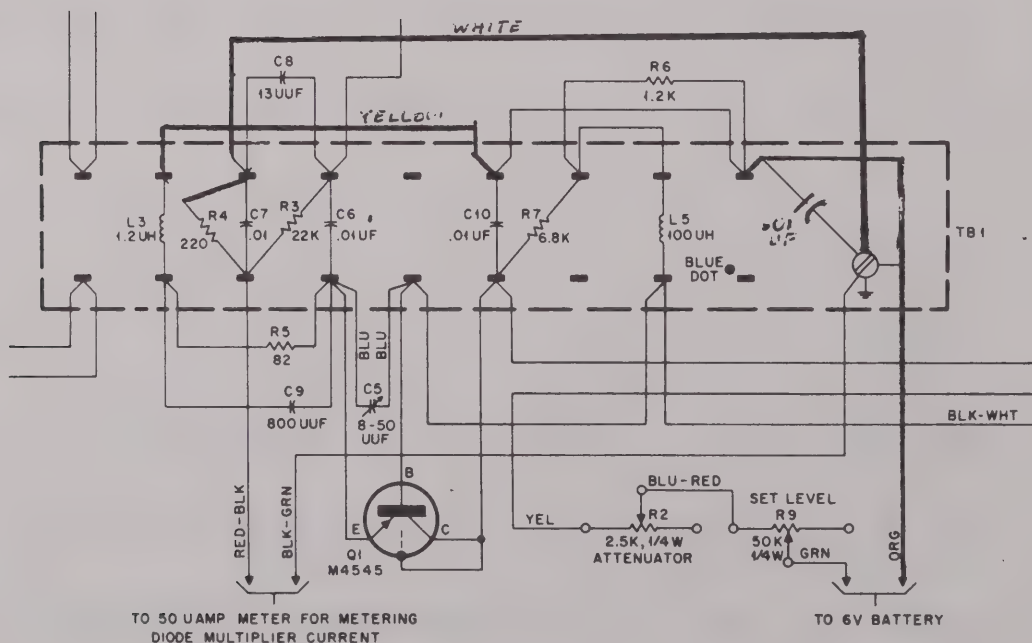 WHITE
C8
13UUF
R6
1.2K
YELLOW
L3
1.2UH
R4
220
C7
.01
R3
22K
C6
.01UF
C10
.01UF
R7
6.8K
L5
100UH
.01
UF
BLUE
DOT
TB1
R5
82
BLU
BLU
C9
800UUF
C5
8-50
UUF
BLK-WHT
RED-BLK
BLK-GRN
B
E
C
Q1
M4545
YEL
BLU-RED
R2
2.5K, 1/4W
ATTENUATOR
SET LEVEL
R9
50K
1/4W
GRN
ORG
TO 50 UAMP METER FOR METERING
DIODE MULTIPLIER CURRENT
TO 6V BATTERY